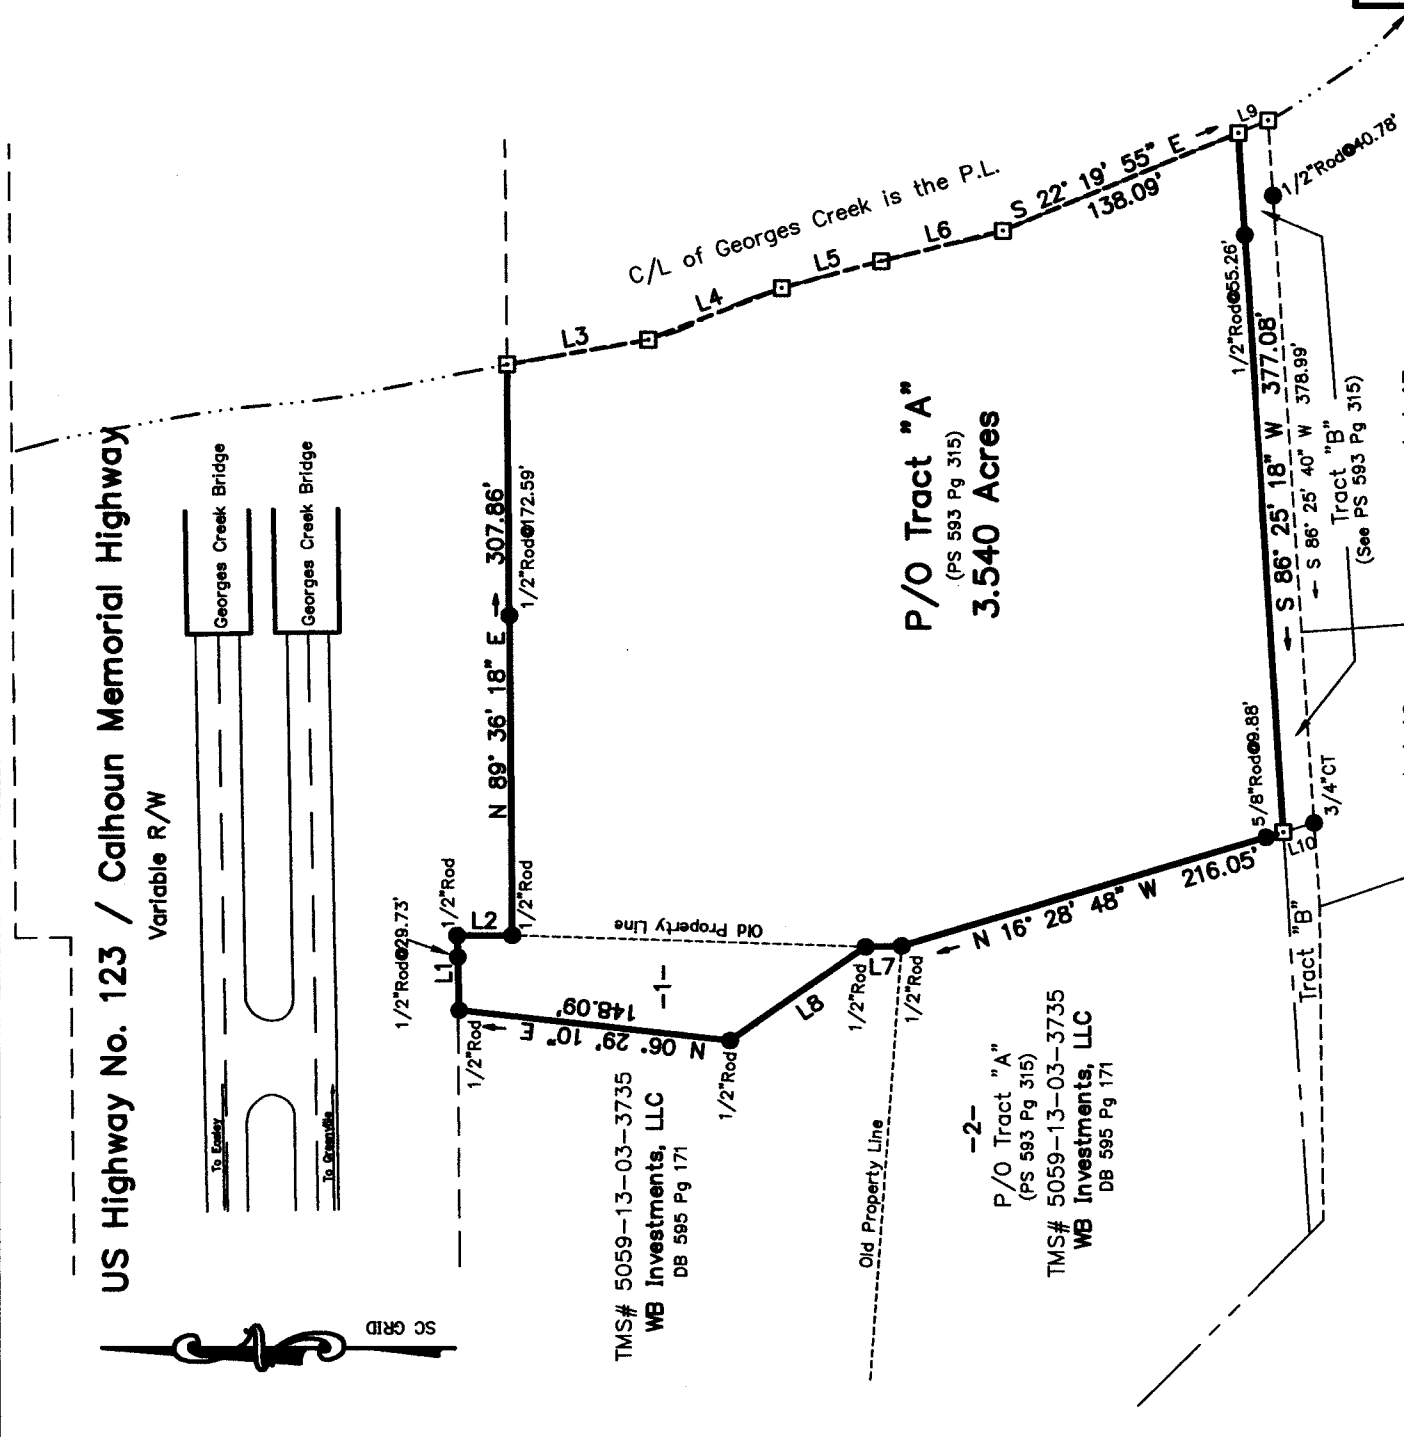 US Highway No. 123 / Calhoun Memorial Highway
Variable R/W
Georges Creek Bridge
Georges Creek Bridge
To Easley
To Greenville
SC GRID
C/L of Georges Creek is the P.L.
L3
L4
L5
L6
S 22° 19' 55" E
138.09'
L9
1/2"Rod@40.78'
N 89° 36' 18" E
307.86'
1/2"Rod@172.59'
1/2"Rod@29.73'
1/2"Rod
L1
L2
1/2"Rod
1/2"Rod
N 06° 29' 10" E
148.09'
-1-
Old Property Line
1/2"Rod
L8
1/2"Rod
L7
1/2"Rod
P/O Tract "A"
(PS 593 Pg 315)
3.540 Acres
1/2"Rod@55.26'
S 86° 25' 18" W 377.08'
S 86° 25' 40" W 378.99'
Tract "B"
(See PS 593 Pg 315)
N 16° 28' 48" W
216.05'
5/8"Rod@9.88'
L10
3/4"CT
Tract "B"
TMS# 5059-13-03-3735
WB Investments, LLC
DB 595 Pg 171
Old Property Line
-2-
P/O Tract "A"
(PS 593 Pg 315)
TMS# 5059-13-03-3735
WB Investments, LLC
DB 595 Pg 171